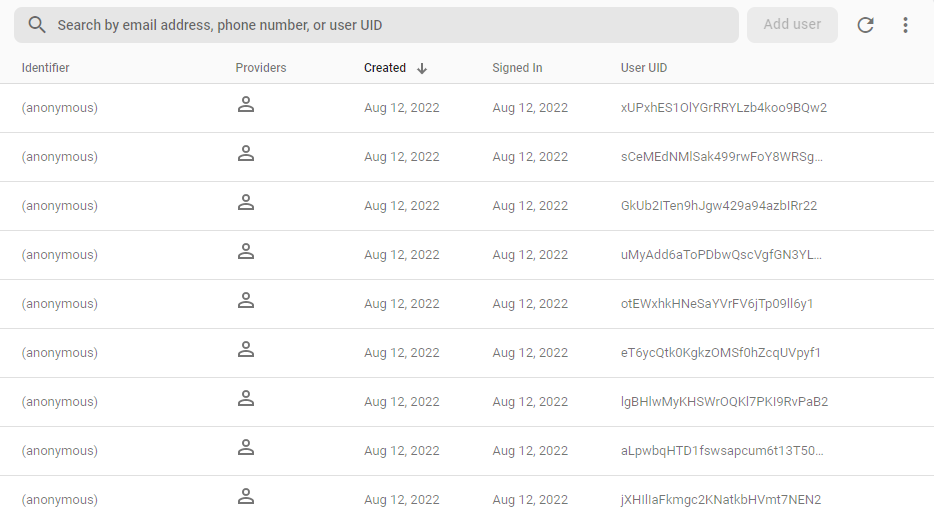 Search by email address, phone number, or user UID Add user
Identifier Providers Created Signed In User UID
(anonymous) Aug 12, 2022 Aug 12, 2022 xUPxhES1OlYGrRRYLzb4koo9BQw2
(anonymous) Aug 12, 2022 Aug 12, 2022 sCeMEdNMlSak499rwFoY8WRSg...
(anonymous) Aug 12, 2022 Aug 12, 2022 GkUb2ITen9hJgw429a94azbIRr22
(anonymous) Aug 12, 2022 Aug 12, 2022 uMyAdd6aToPDbwQscVgfGN3YL...
(anonymous) Aug 12, 2022 Aug 12, 2022 otEWxhkHNeSaYVrFV6jTp09ll6y1
(anonymous) Aug 12, 2022 Aug 12, 2022 eT6ycQtk0KgkzOMSf0hZcqUVpyf1
(anonymous) Aug 12, 2022 Aug 12, 2022 lgBHlwMyKHSWrOQKl7PKI9RvPaB2
(anonymous) Aug 12, 2022 Aug 12, 2022 aLpwbqHTD1fswsapcum6t13T50...
(anonymous) Aug 12, 2022 Aug 12, 2022 jXHIlIaFkmgc2KNatkbHVmt7NEN2